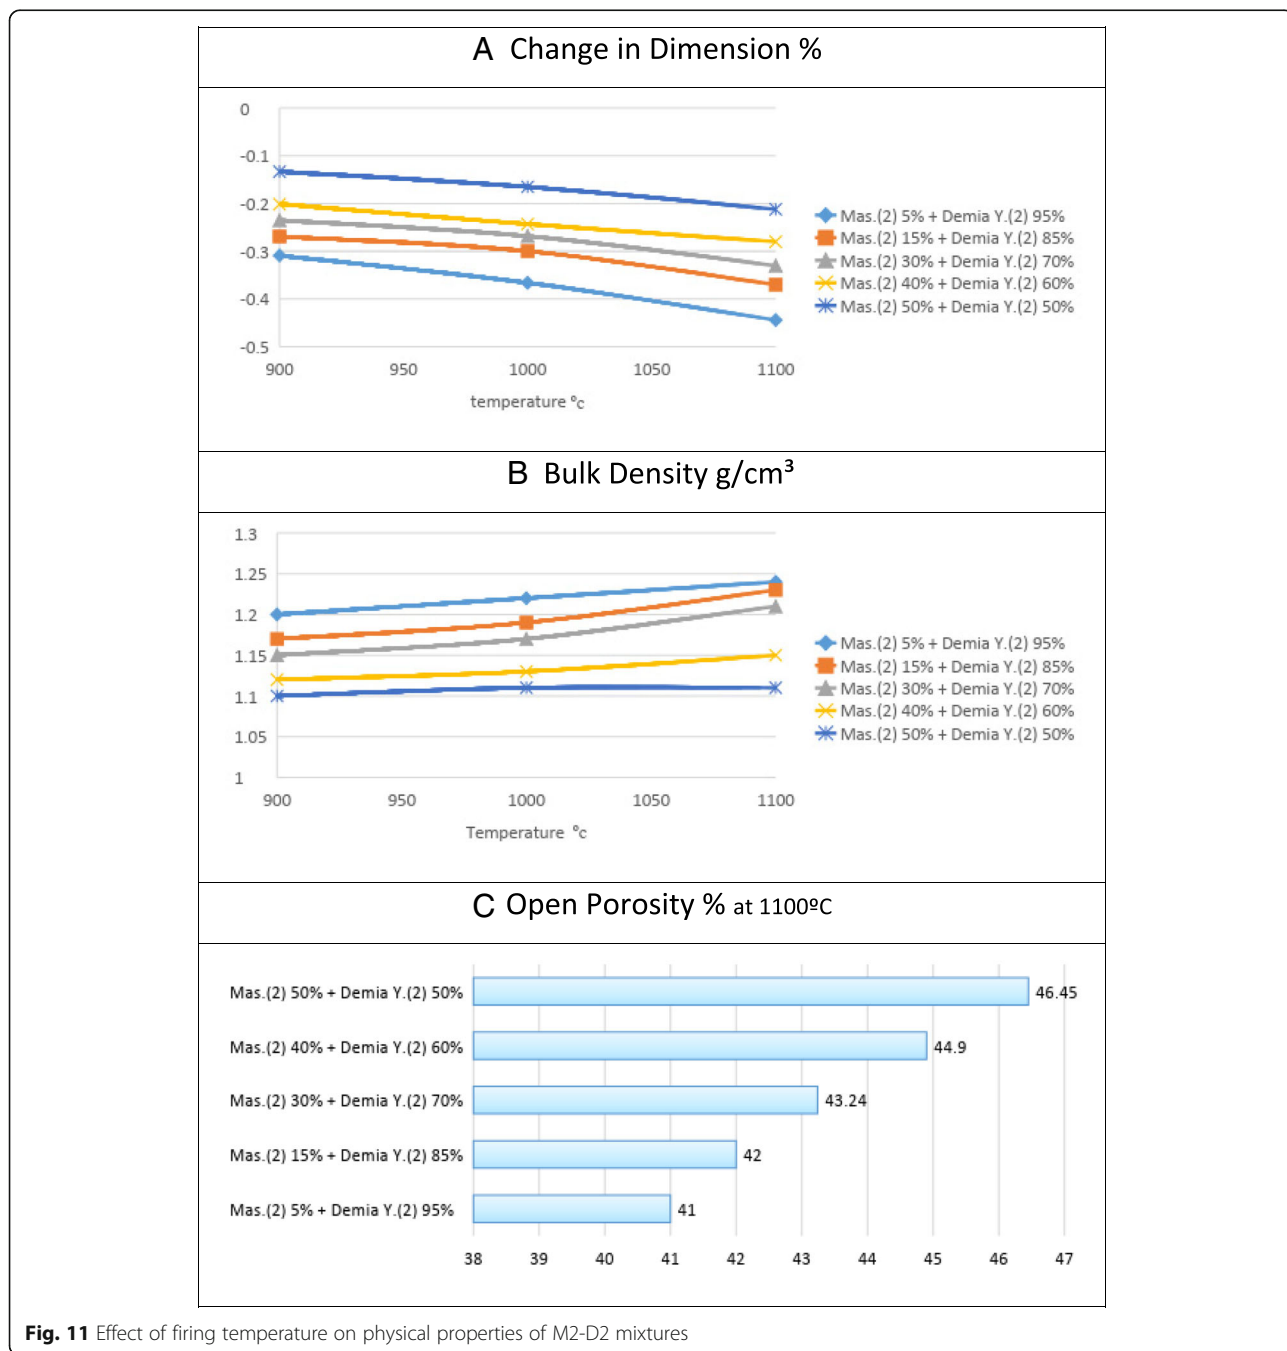 A Change in Dimension %
0
-0.1
-0.2
-0.3
-0.4
-0.5
900 950 1000 1050 1100
temperature ºc
Mas.(2) 5% + Demia Y.(2) 95%
Mas.(2) 15% + Demia Y.(2) 85%
Mas.(2) 30% + Demia Y.(2) 70%
Mas.(2) 40% + Demia Y.(2) 60%
Mas.(2) 50% + Demia Y.(2) 50%
B Bulk Density g/cm³
1.3
1.25
1.2
1.15
1.1
1.05
1
900 950 1000 1050 1100
Temperature ºc
Mas.(2) 5% + Demia Y.(2) 95%
Mas.(2) 15% + Demia Y.(2) 85%
Mas.(2) 30% + Demia Y.(2) 70%
Mas.(2) 40% + Demia Y.(2) 60%
Mas.(2) 50% + Demia Y.(2) 50%
C Open Porosity % at 1100ºC
Mas.(2) 50% + Demia Y.(2) 50% 46.45
Mas.(2) 40% + Demia Y.(2) 60% 44.9
Mas.(2) 30% + Demia Y.(2) 70% 43.24
Mas.(2) 15% + Demia Y.(2) 85% 42
Mas.(2) 5% + Demia Y.(2) 95% 41
38 39 40 41 42 43 44 45 46 47
Fig. 11 Effect of firing temperature on physical properties of M2-D2 mixtures